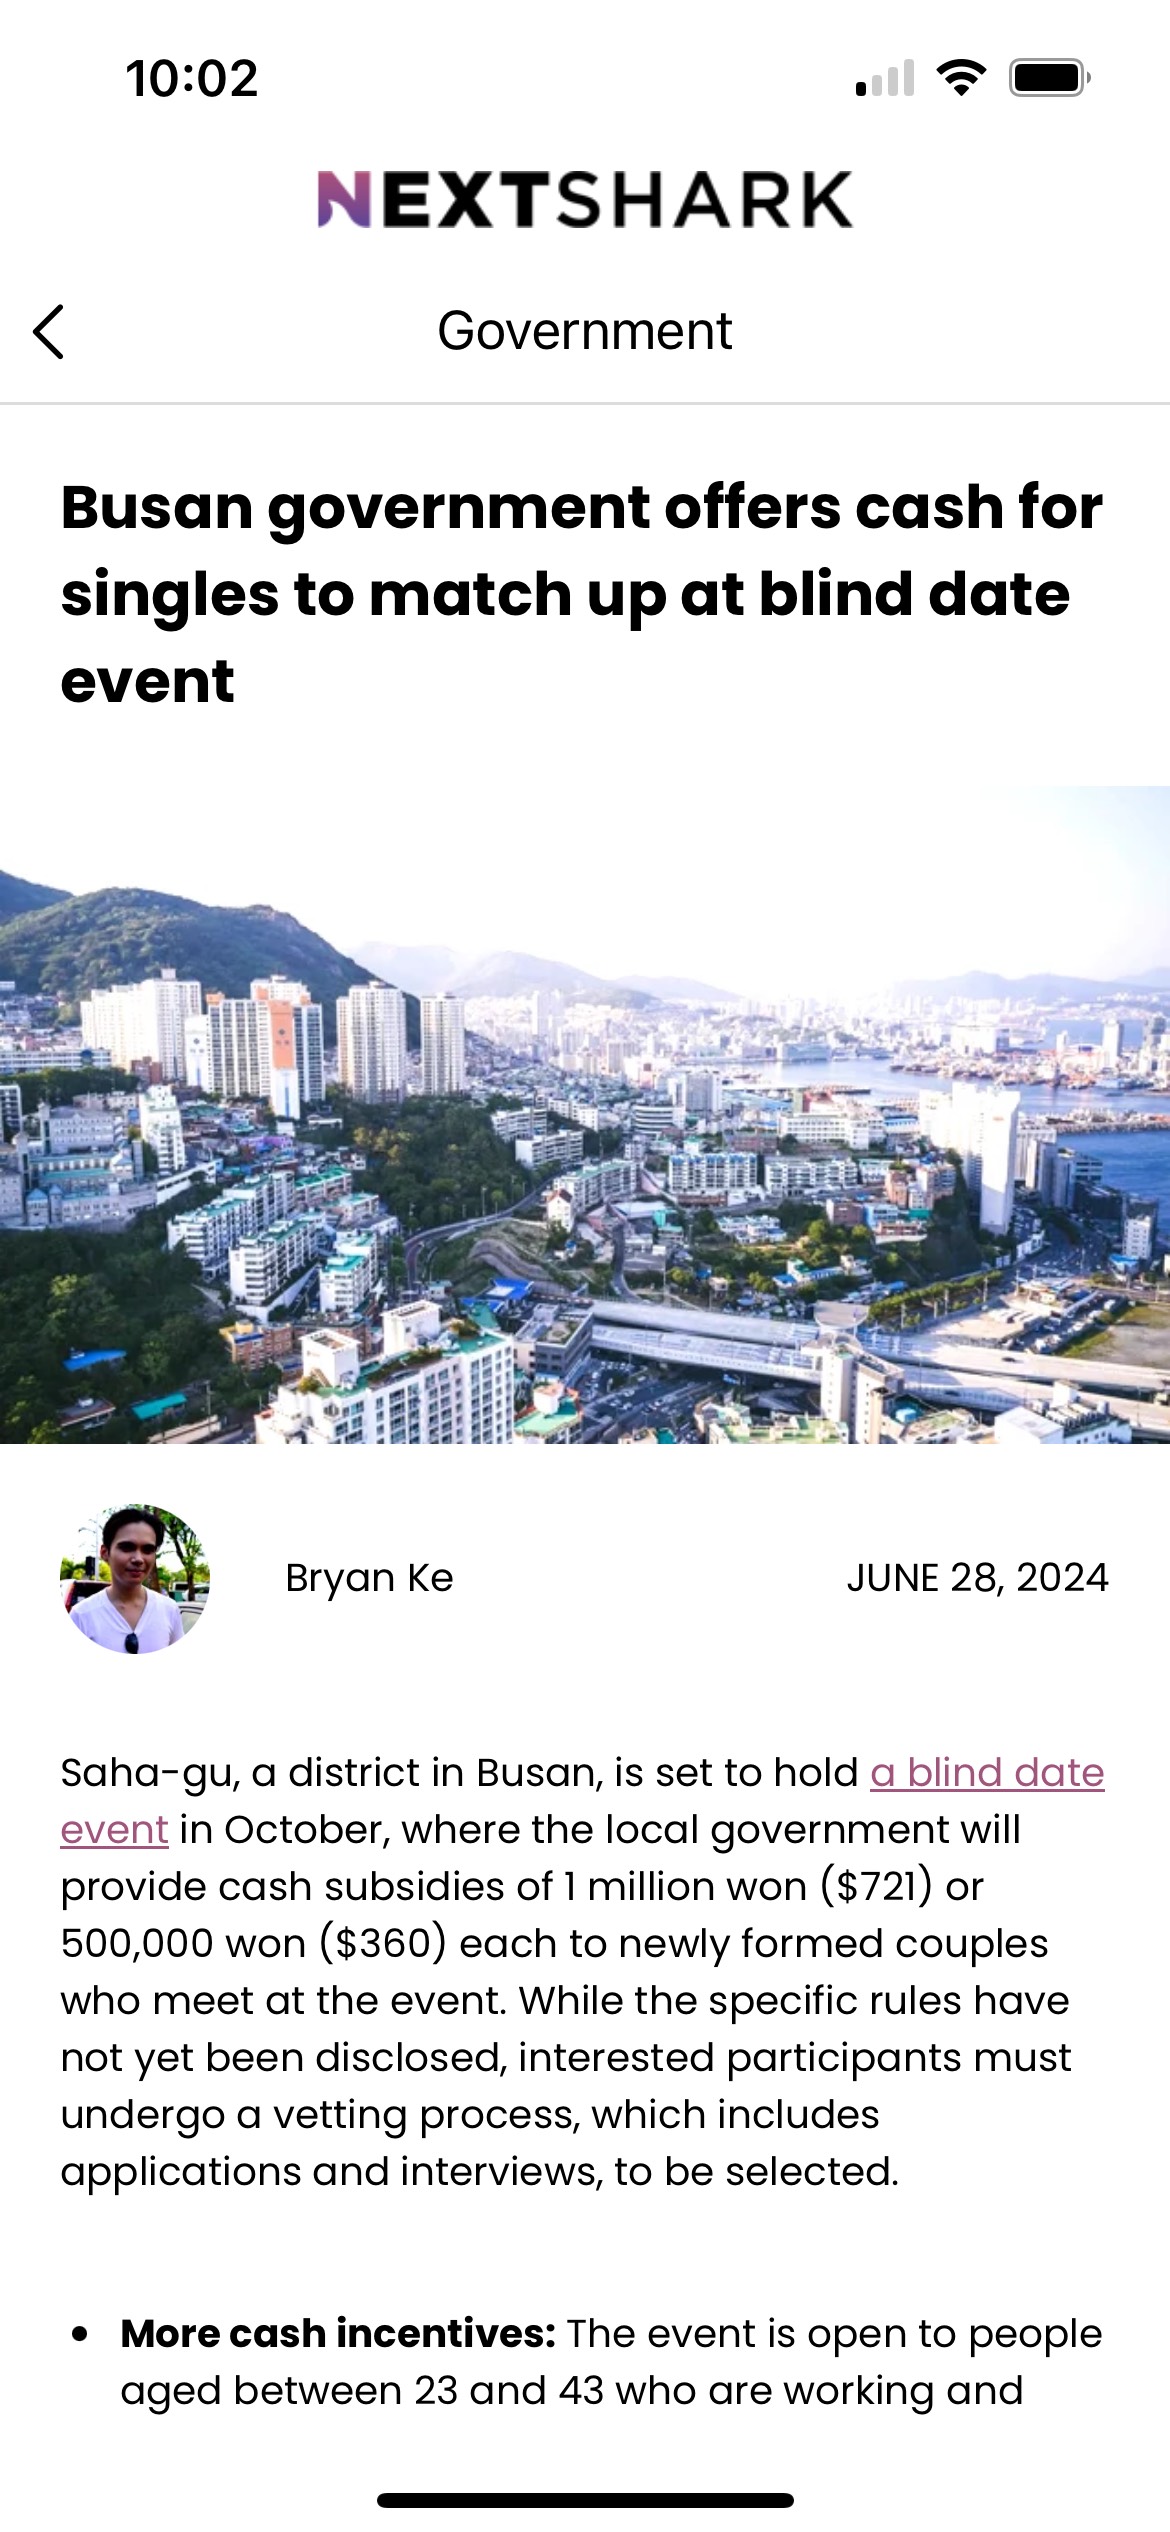 10:02
NEXTSHARK
Government
Busan government offers cash for
singles to match up at blind date
event
Bryan Ke
JUNE 28, 2024
Saha-gu, a district in Busan, is set to hold a blind date
event in October, where the local government will
provide cash subsidies of 1 million won ($721) or
500,000 won ($360) each to newly formed couples
who meet at the event. While the specific rules have
not yet been disclosed, interested participants must
undergo a vetting process, which includes
applications and interviews, to be selected.
• More cash incentives: The event is open to people
aged between 23 and 43 who are working and